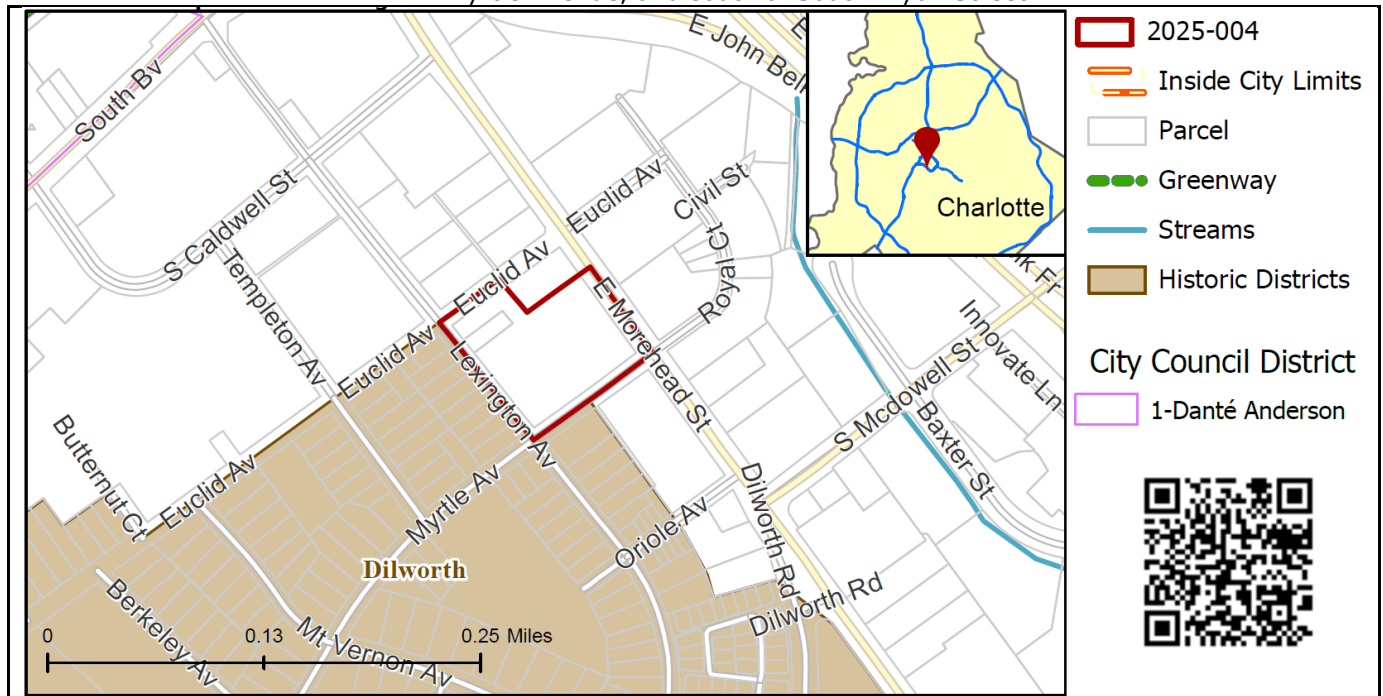 South Bv
E John Belk
Charlotte
S Caldwell St
Euclid Av
Civil St
Royal Ct
Templeton Av
Euclid Av
E Morehead St
Euclid Av
Lexington Av
Innovate Ln
S Mcdowell St
Baxter St
Butternut Ct
Euclid Av
Myrtle Av
Oriole Av
Dilworth Rd
Dilworth
Dilworth Rd
Berkeley Av
Mt Vernon Av
0 0.13 0.25 Miles
2025-004
Inside City Limits
Parcel
Greenway
Streams
Historic Districts
City Council District
1-Danté Anderson